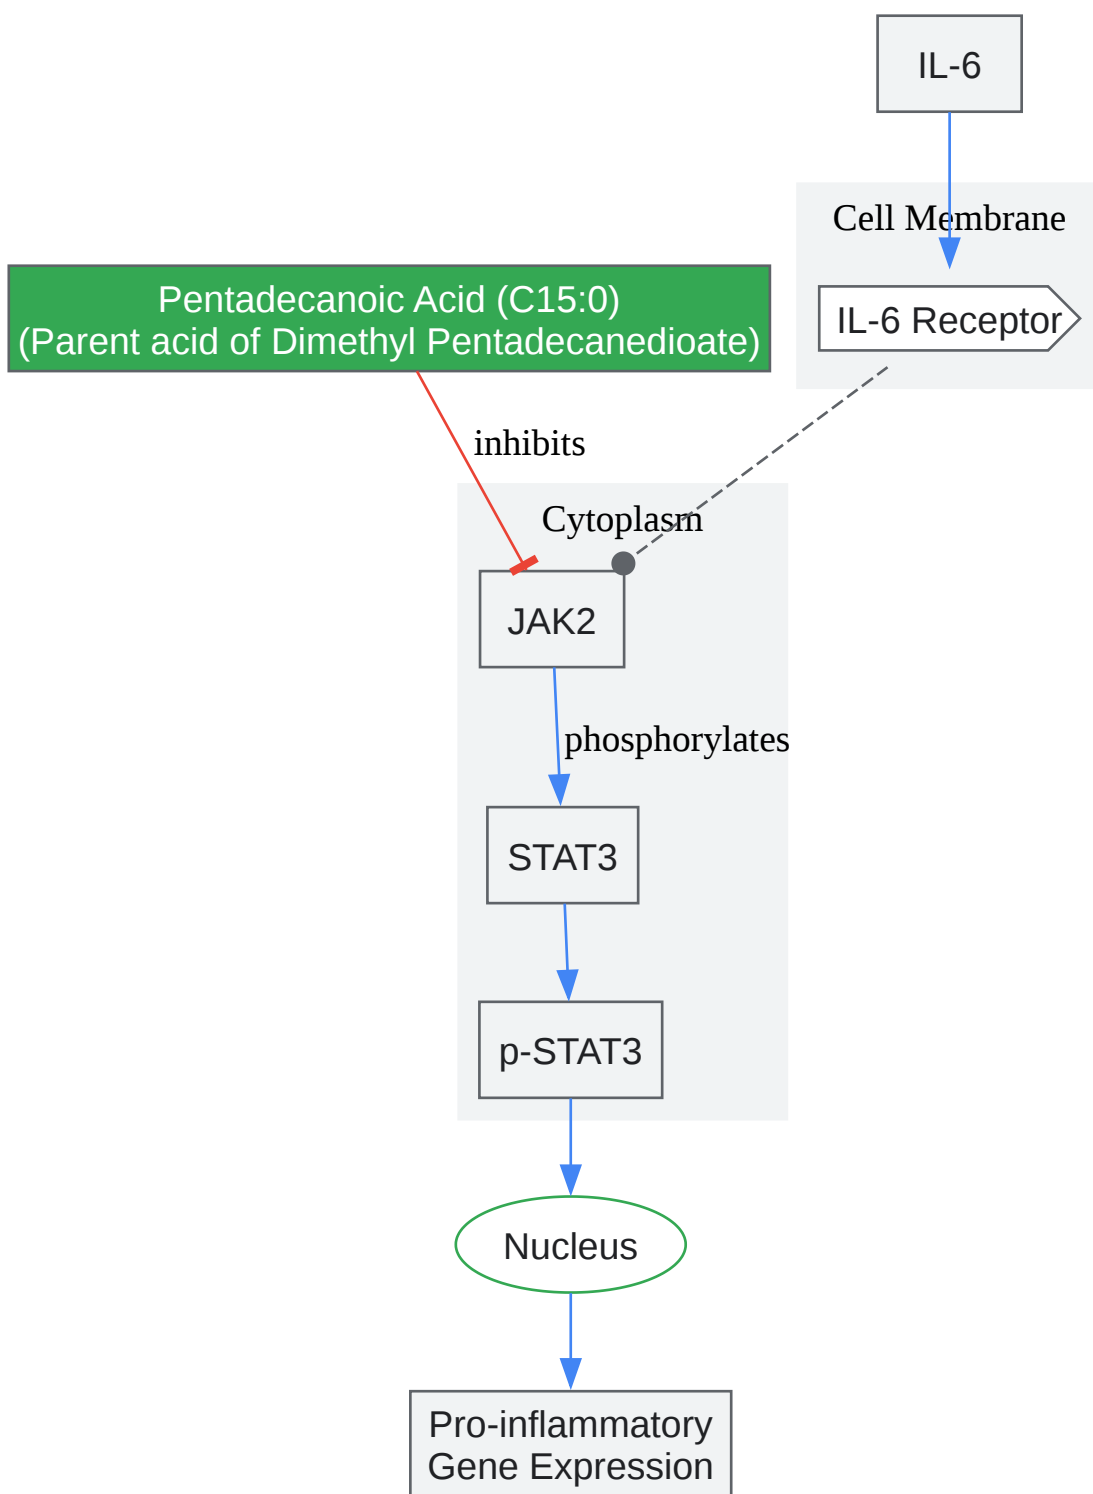 IL-6
Cell Membrane
IL-6 Receptor
Pentadecanoic Acid (C15:0)
(Parent acid of Dimethyl Pentadecanedioate)
inhibits
Cytoplasm
JAK2
phosphorylates
STAT3
p-STAT3
Nucleus
Pro-inflammatory
Gene Expression